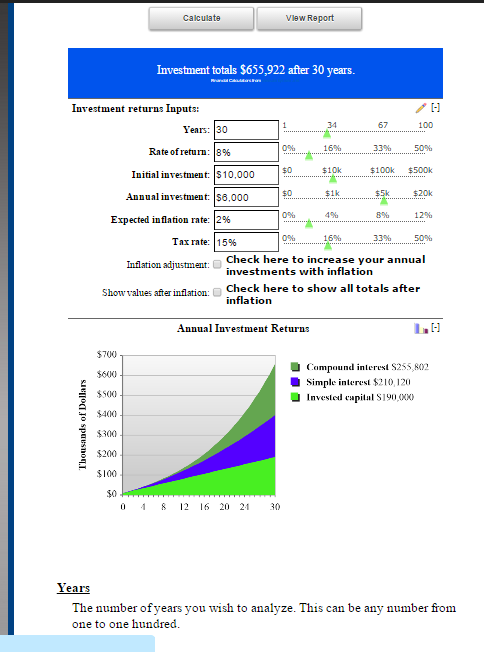 Calculate View Report
Investment totals $655,922 after 30 years.
Financial Calculators from
Investment returns Inputs: [-]
Years: 30 1 34 67 100
Rate of return: 8% 0% 16% 33% 50%
Initial investment: $10,000 $0 $10k $100k $500k
Annual investment: $6,000 $0 $1k $5k $20k
Expected inflation rate: 2% 0% 4% 8% 12%
Tax rate: 15% 0% 16% 33% 50%
Inflation adjustment: Check here to increase your annual
investments with inflation
Show values after inflation: Check here to show all totals after
inflation
Annual Investment Returns [-]
Thousands of Dollars
$700
$600
$500
$400
$300
$200
$100
$0
0 4 8 12 16 20 24 30
Compound interest $255,802
Simple interest $210,120
Invested capital $190,000
Years
The number of years you wish to analyze. This can be any number from
one to one hundred.